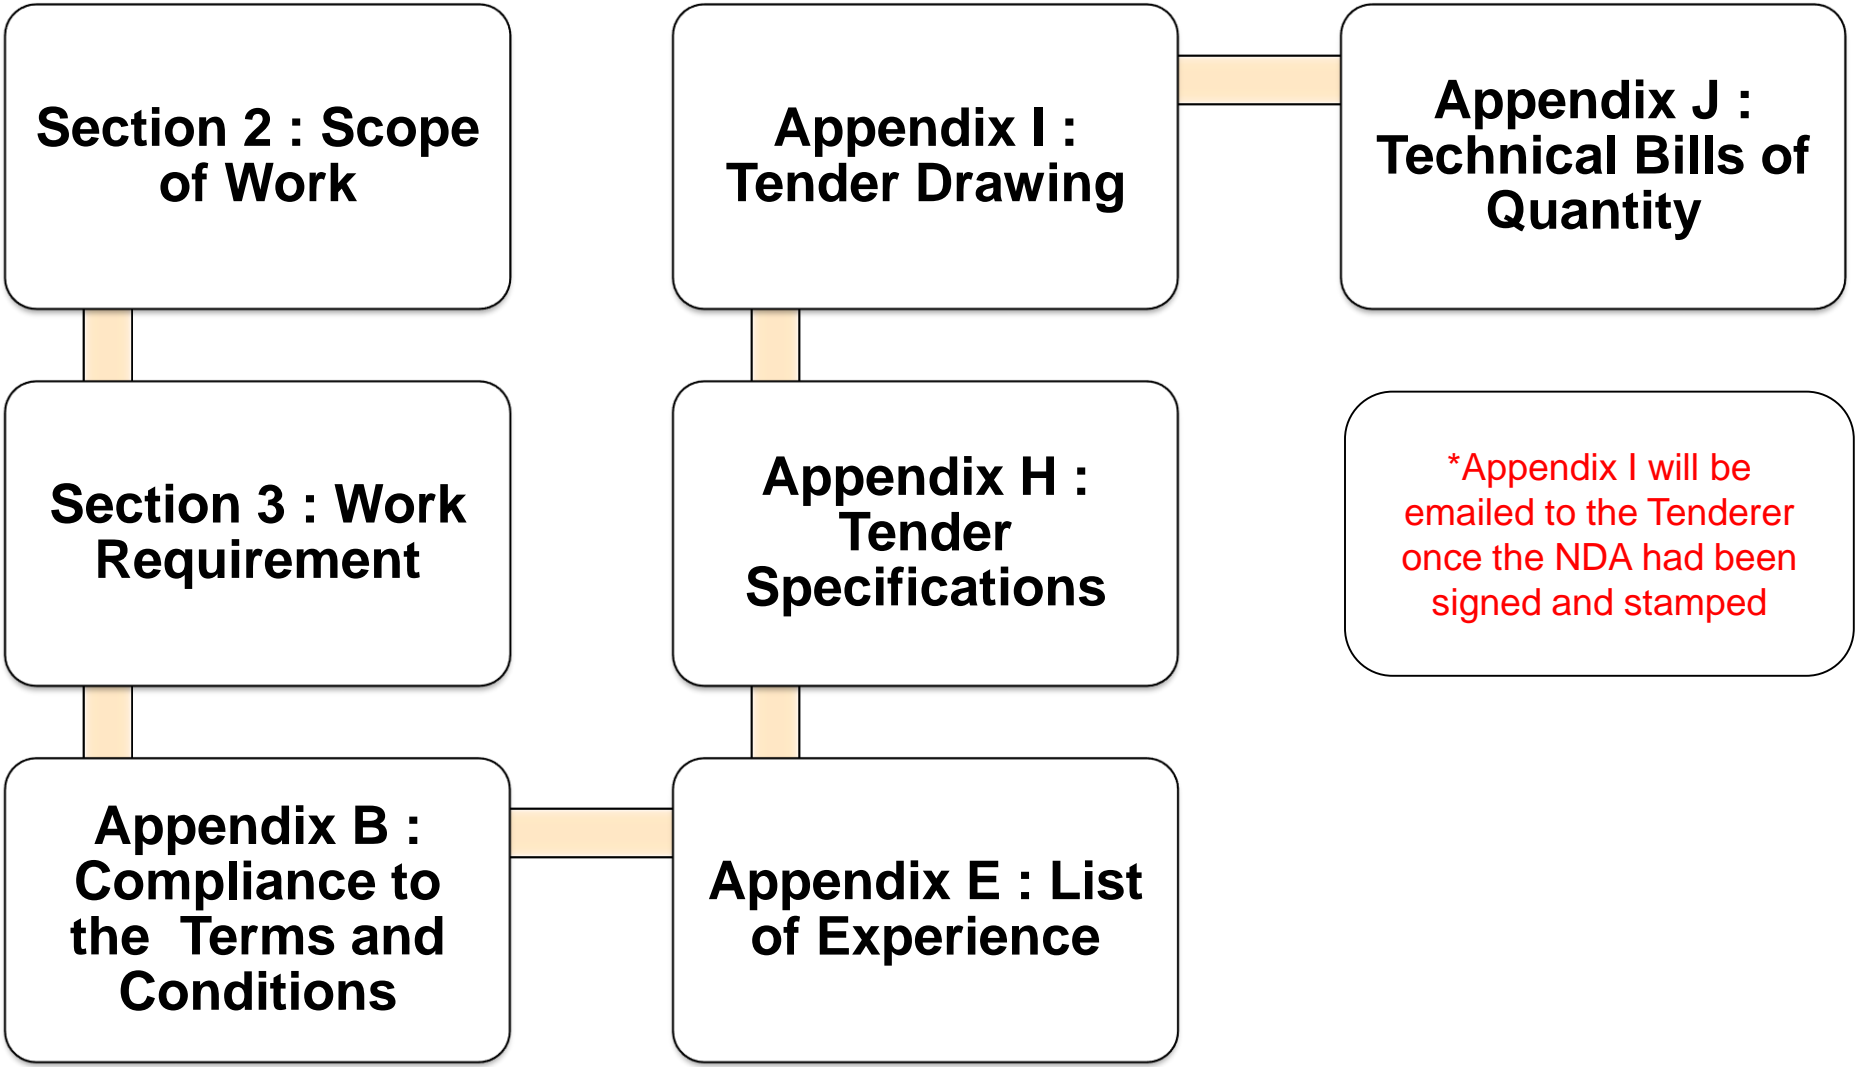 Section 2 : Scope
of Work
Section 3 : Work
Requirement
Appendix B :
Compliance to
the  Terms and
Conditions
Appendix E : List
of Experience
Appendix H :
Tender
Specifications
Appendix I :
Tender Drawing
Appendix J :
Technical Bills of
Quantity
*Appendix I will be
emailed to the Tenderer
once the NDA had been
signed and stamped